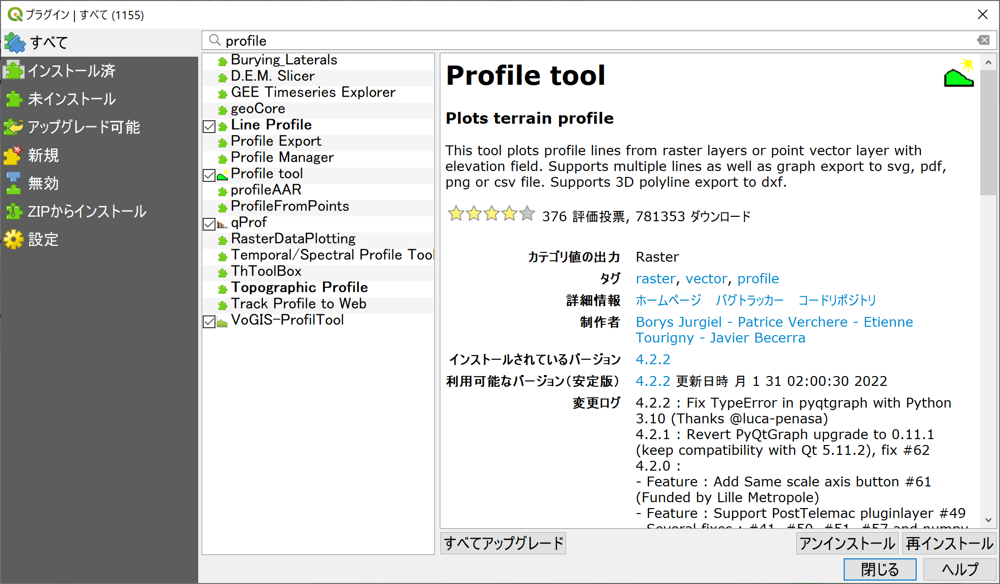 プラグイン | すべて (1155)
すべて
インストール済
未インストール
アップグレード可能
新規
無効
ZIPからインストール
設定
profile
Burying_Laterals
D.E.M. Slicer
GEE Timeseries Explorer
geoCore
Line Profile
Profile Export
Profile Manager
Profile tool
profileAAR
ProfileFromPoints
qProf
RasterDataPlotting
Temporal/Spectral Profile Tool
ThToolBox
Topographic Profile
Track Profile to Web
VoGIS-ProfilTool
Profile tool
Plots terrain profile
This tool plots profile lines from raster layers or point vector layer with
elevation field. Supports multiple lines as well as graph export to svg, pdf,
png or csv file. Supports 3D polyline export to dxf.
376 評価投票, 781353 ダウンロード
カテゴリ値の出力 Raster
タグ raster, vector, profile
詳細情報 ホームページ バグトラッカー コードリポジトリ
制作者 Borys Jurgiel - Patrice Verchere - Etienne
Tourigny - Javier Becerra
インストールされているバージョン 4.2.2
利用可能なバージョン(安定版) 4.2.2 更新日時 月 1 31 02:00:30 2022
変更ログ 4.2.2 : Fix TypeError in pyqtgraph with Python
3.10 (Thanks @luca-penasa)
4.2.1 : Revert PyQtGraph upgrade to 0.11.1
(keep compatibility with Qt 5.11.2), fix #62
4.2.0 :
- Feature : Add Same scale axis button #61
(Funded by Lille Metropole)
- Feature : Support PostTelemac pluginlayer #49
- Several fixes : #41, #50, #51, #57 and numpy
すべてアップグレード
アンインストール
再インストール
閉じる
ヘルプ